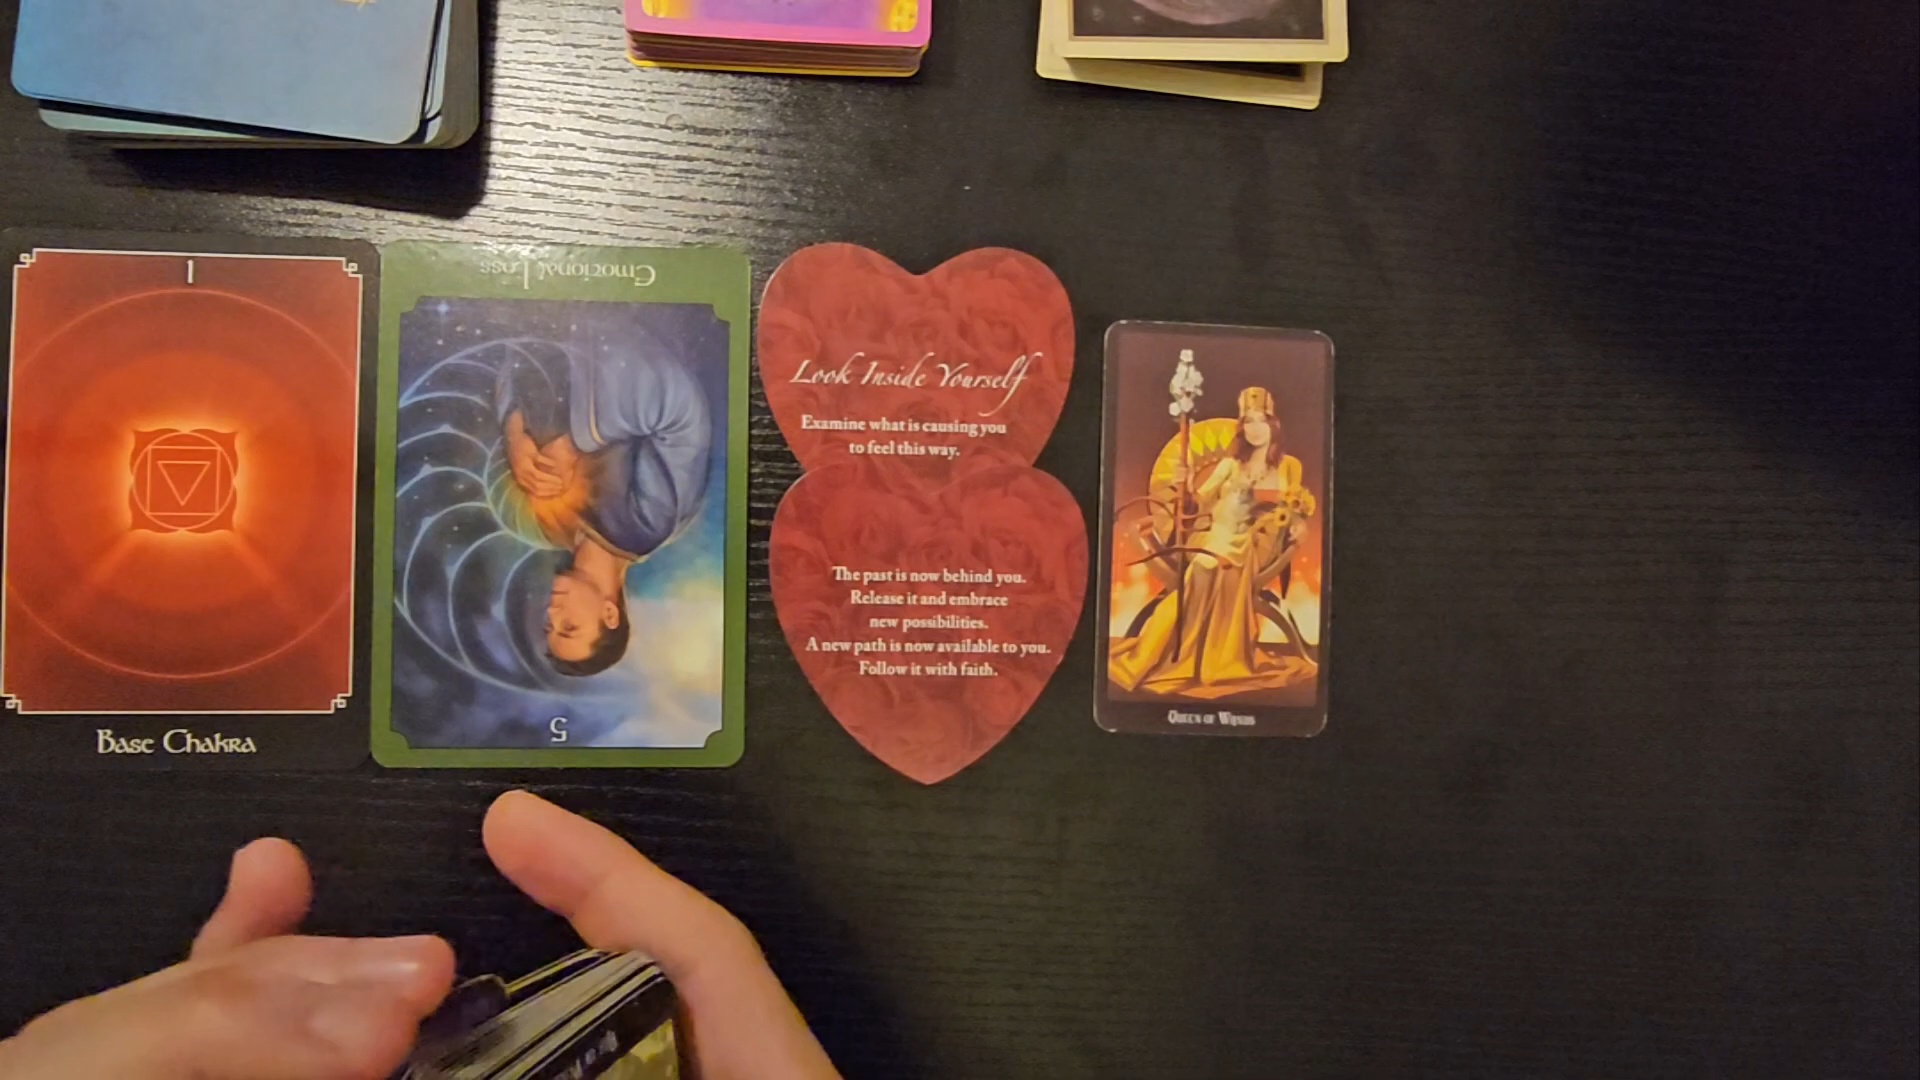 1
Base Chakra
Emotional Loss
5
Look Inside Yourself
Examine what is causing you
to feel this way.
The past is now behind you.
Release it and embrace
new possibilities.
A new path is now available to you.
Follow it with faith.
Queen of Wands